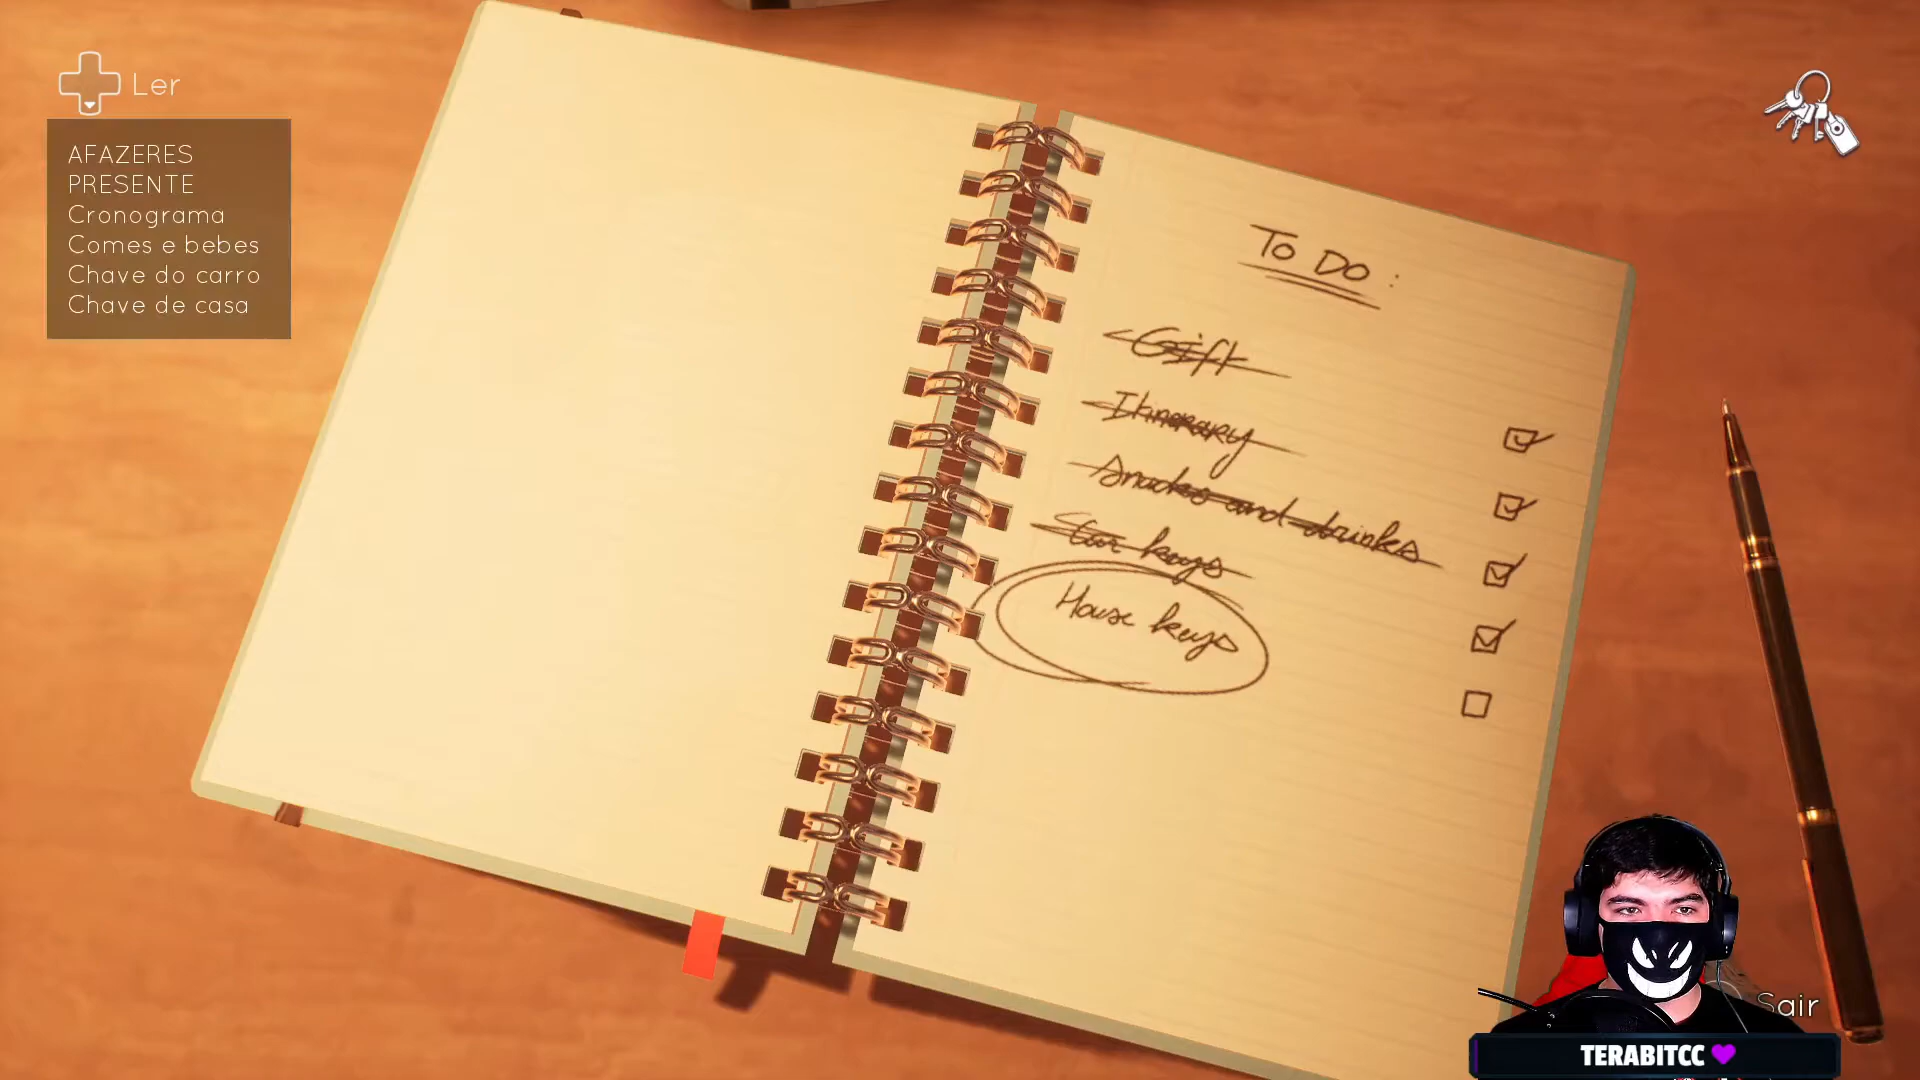 Ler
AFAZERES
PRESENTE
Cronograma
Comes e bebes
Chave do carro
Chave de casa
To Do :
Gift
Itinerary
Snacks and drinks
Car keys
House keys
Sair
TERABITCC